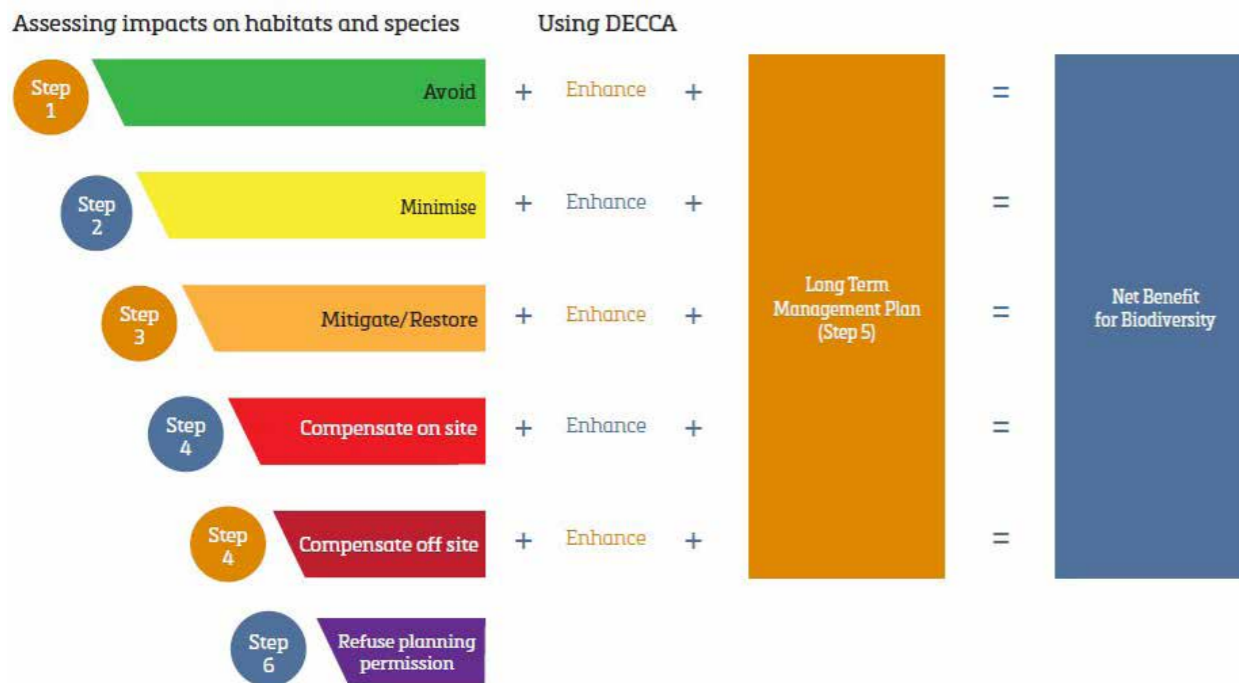 Assessing impacts on habitats and species
Using DECCA
Step
1
Avoid
+ Enhance +
=
Step
2
Minimise
+ Enhance +
=
Step
3
Mitigate/Restore
+ Enhance +
Long Term
Management Plan
(Step 5)
=
Net Benefit
for Biodiversity
Step
4
Compensate on site
+ Enhance +
=
Step
4
Compensate off site
+ Enhance +
=
Step
6
Refuse planning
permission